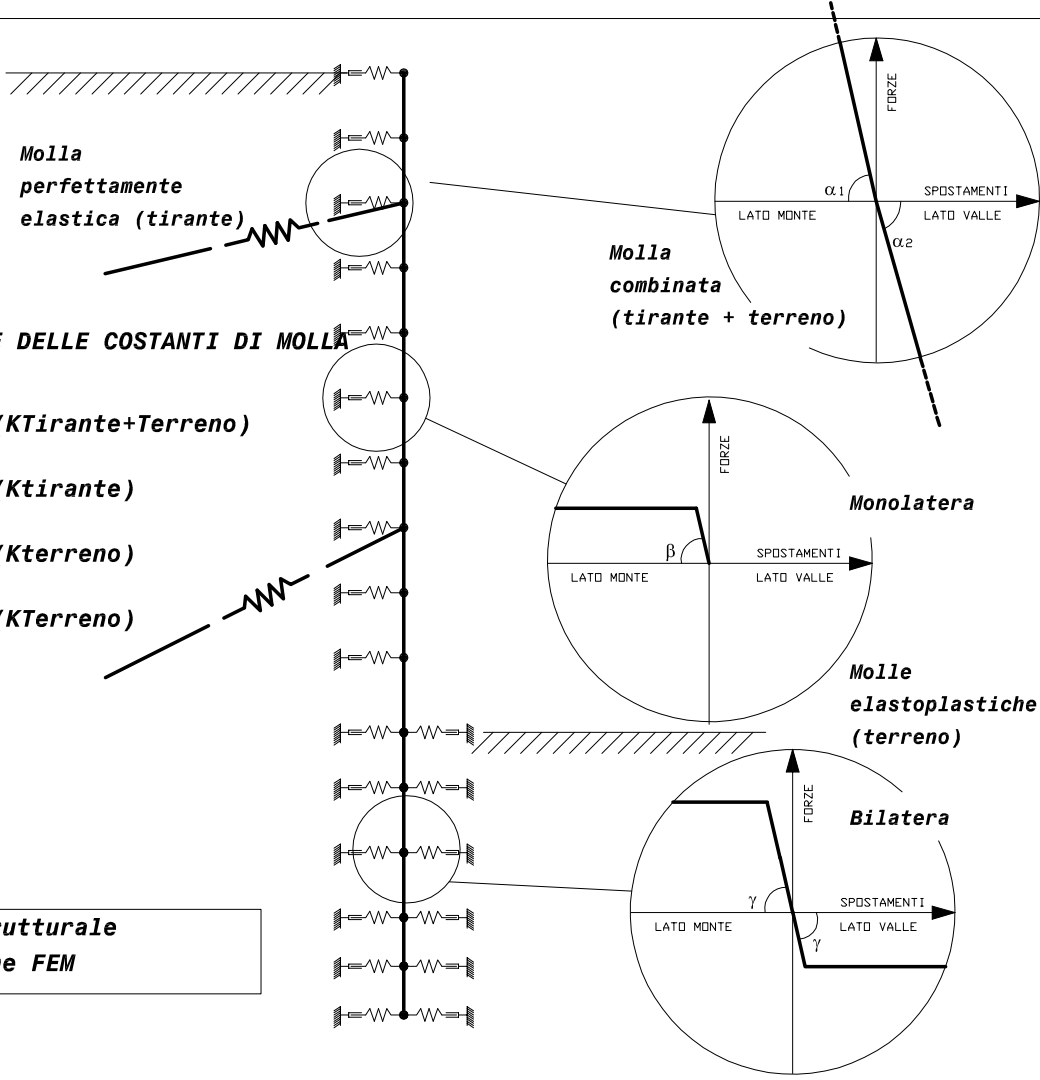 Molla
perfettamente
elastica (tirante)
DELLE COSTANTI DI MOLLA
(KTirante+Terreno)
(Ktirante)
(Kterreno)
(KTerreno)
rutturale
ne FEM
FORZE
α1
SPOSTAMENTI
LATO MONTE
LATO VALLE
α2
Molla
combinata
(tirante + terreno)
FORZE
Monolatera
β
SPOSTAMENTI
LATO MONTE
LATO VALLE
Molle
elastoplastiche
(terreno)
FORZE
Bilatera
γ
SPOSTAMENTI
LATO MONTE
LATO VALLE
γ